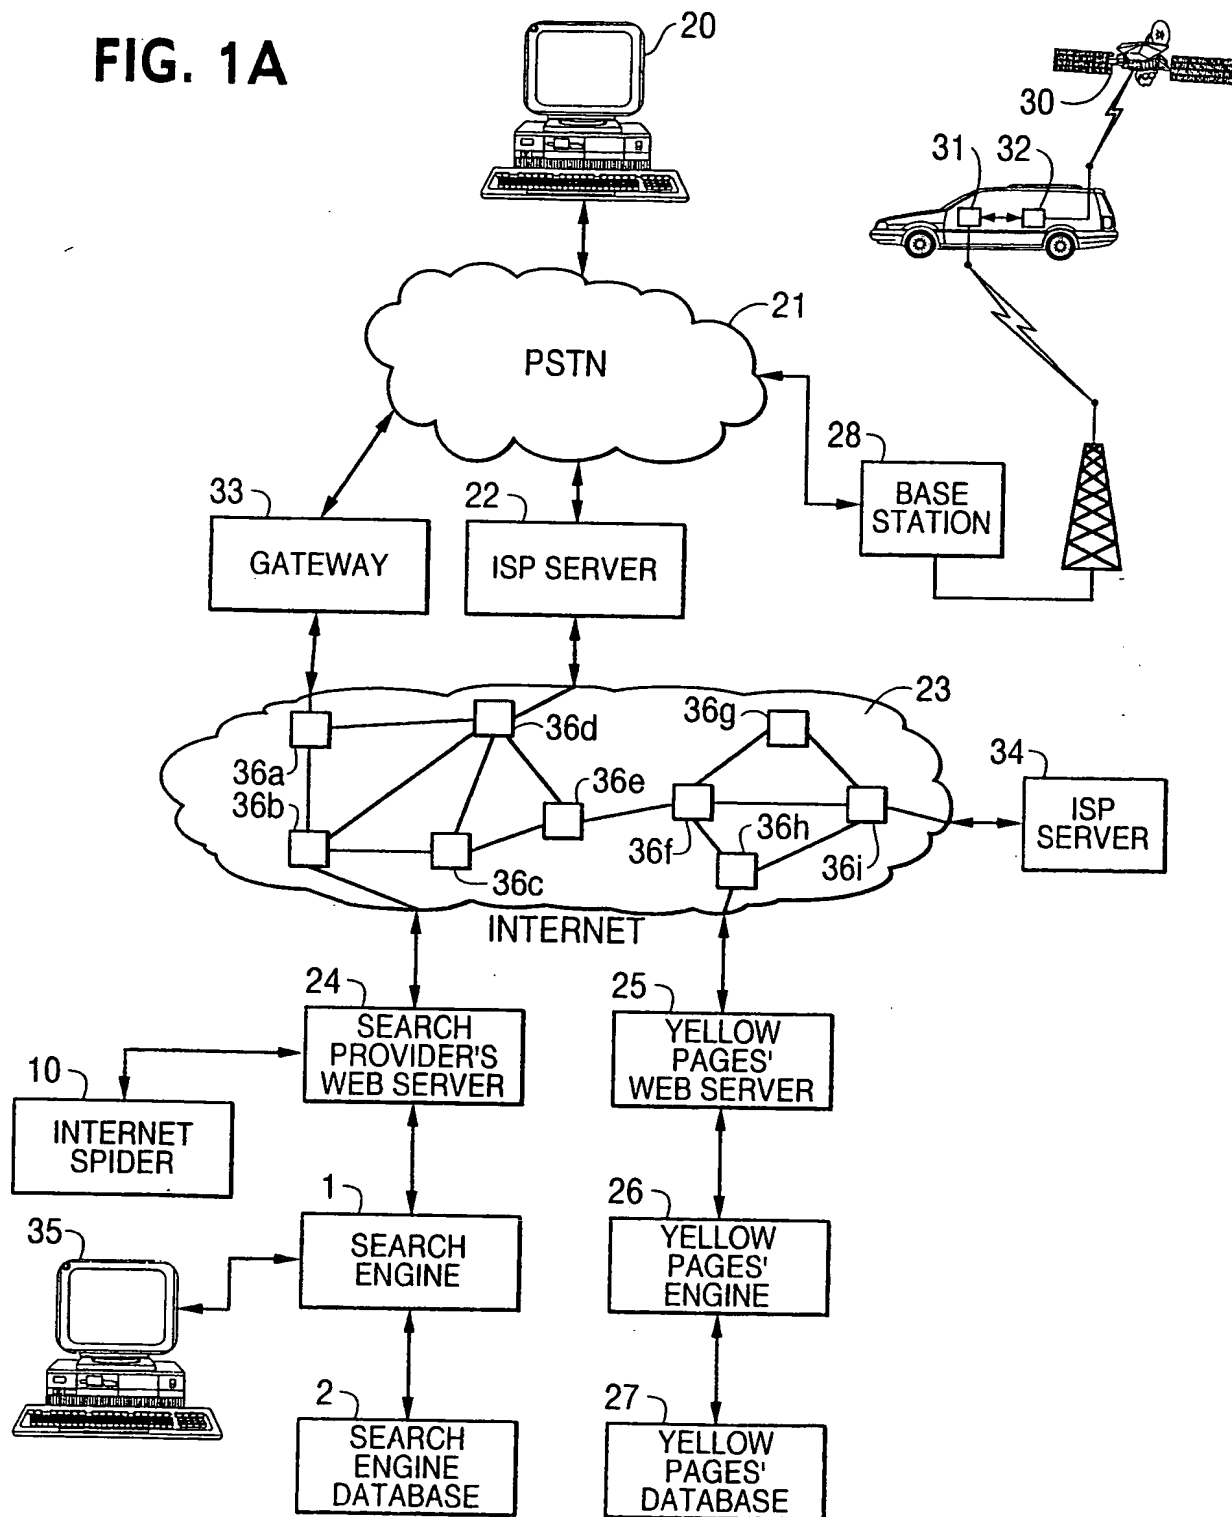 FIG. 1A
20
30
31
32
21
PSTN
28
BASE
STATION
33
GATEWAY
22
ISP SERVER
23
36a
36b
36d
36c
36e
36g
36f
36h
36i
34
ISP
SERVER
INTERNET
24
SEARCH
PROVIDER'S
WEB SERVER
25
YELLOW
PAGES'
WEB SERVER
10
INTERNET
SPIDER
1
SEARCH
ENGINE
26
YELLOW
PAGES'
ENGINE
35
2
SEARCH
ENGINE
DATABASE
27
YELLOW
PAGES'
DATABASE